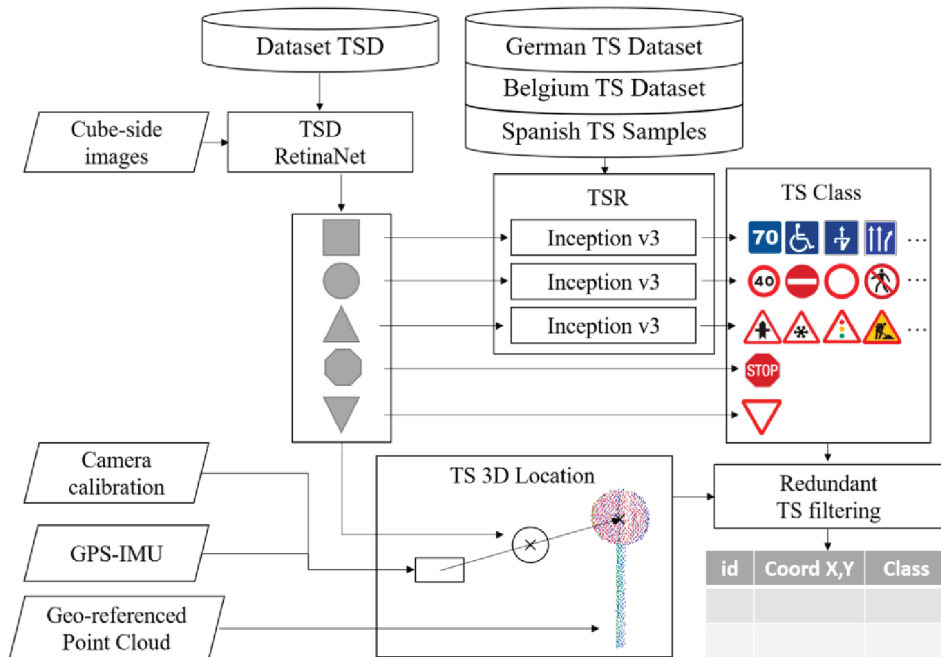 Dataset TSD
German TS Dataset
Belgium TS Dataset
Spanish TS Samples
Cube-side
images
TSD
RetinaNet
TSR
Inception v3
Inception v3
Inception v3
TS Class
70
...
40
...
...
STOP
Camera
calibration
GPS-IMU
Geo-referenced
Point Cloud
TS 3D Location
Redundant
TS filtering
id Coord X,Y Class